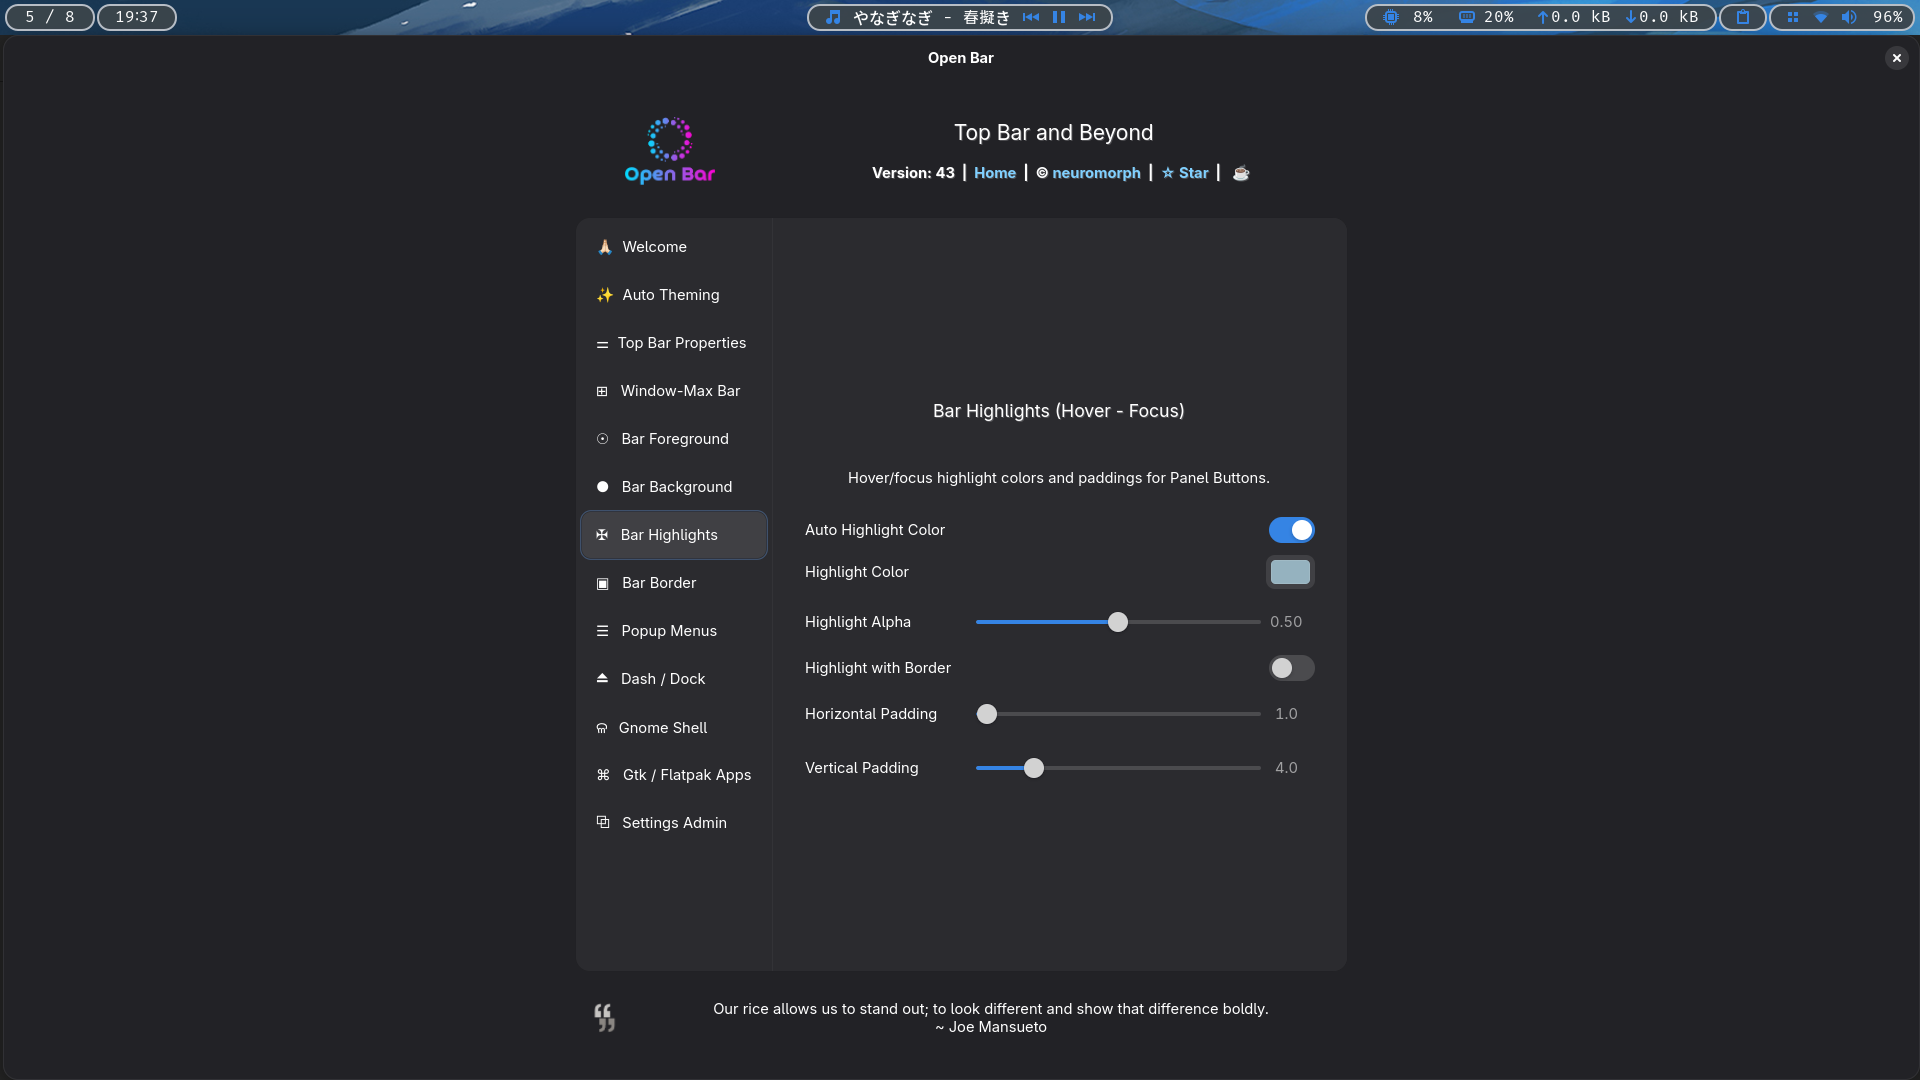 5 / 8
19:37
やなぎなぎ - 春擬き
8%
20%
↑0.0 kB ↓0.0 kB
96%
Open Bar
Open Bar
Top Bar and Beyond
Version: 43 | Home | © neuromorph | ☆ Star | ☕
Welcome
Auto Theming
Top Bar Properties
Window-Max Bar
Bar Foreground
Bar Background
Bar Highlights
Bar Border
Popup Menus
Dash / Dock
Gnome Shell
Gtk / Flatpak Apps
Settings Admin
Bar Highlights (Hover - Focus)
Hover/focus highlight colors and paddings for Panel Buttons.
Auto Highlight Color
Highlight Color
Highlight Alpha 0.50
Highlight with Border
Horizontal Padding 1.0
Vertical Padding 4.0
Our rice allows us to stand out; to look different and show that difference boldly.
~ Joe Mansueto